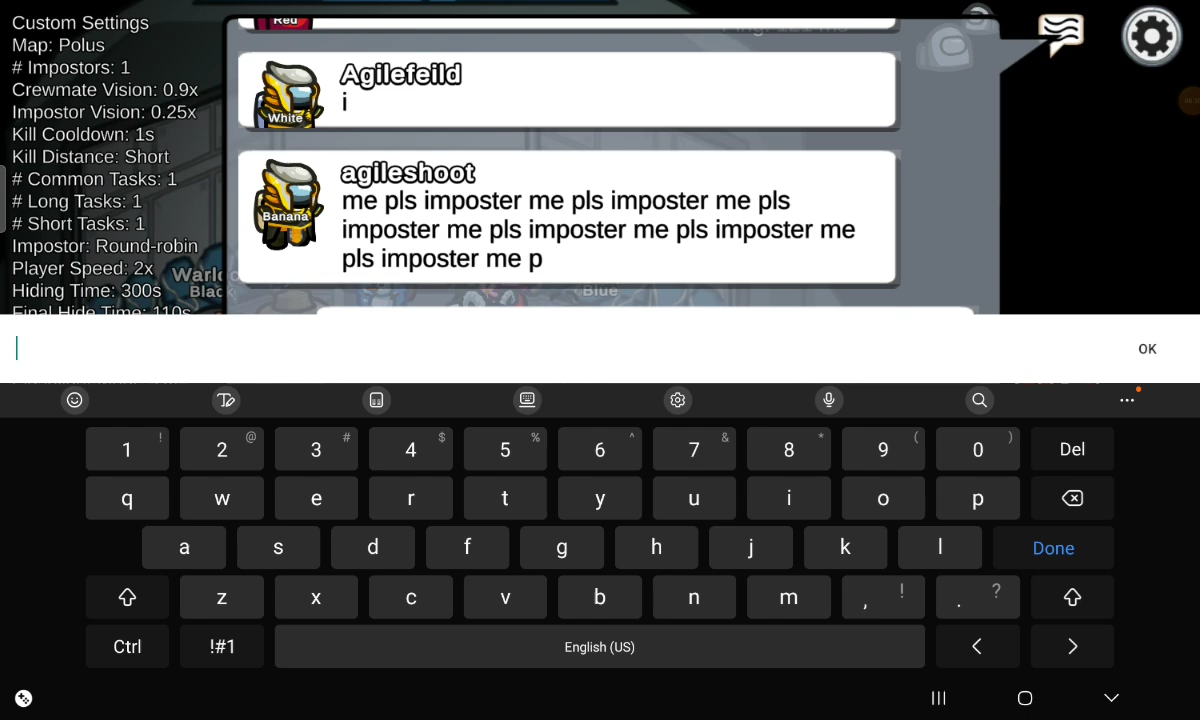 Custom Settings
Map: Polus
# Impostors: 1
Crewmate Vision: 0.9x
Impostor Vision: 0.25x
Kill Cooldown: 1s
Kill Distance: Short
# Common Tasks: 1
# Long Tasks: 1
# Short Tasks: 1
Impostor: Round-robin
Player Speed: 2x
Hiding Time: 300s
Final Hide Time: 110s
Red
Agilefeild
i
White
agileshoot
me pls imposter me pls imposter me pls
imposter me pls imposter me pls imposter me
pls imposter me p
Banana
Blue
OK
1 ! 2 @ 3 # 4 $ 5 % 6 ^ 7 & 8 * 9 ( 0 ) Del
q w e r t y u i o p
a s d f g h j k l Done
z x c v b n m , ! . ?
Ctrl !#1 English (US) < >